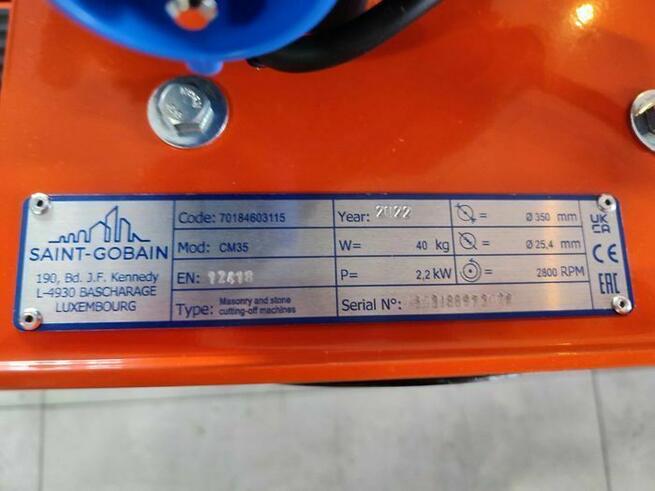 SAINT-GOBAIN
190, Bd. J.F. Kennedy
L-4930 BASCHARAGE
LUXEMBOURG
Code: 70184603115
Mod: CM35
EN: 12418
Type: Masonry and stone
cutting-off machines
Year: 2022
W= 40 kg
P= 2,2 kW
Serial N°:
= Ø 350 mm
= Ø 25,4 mm
= 2800 RPM
UK
CA
CE
EAC